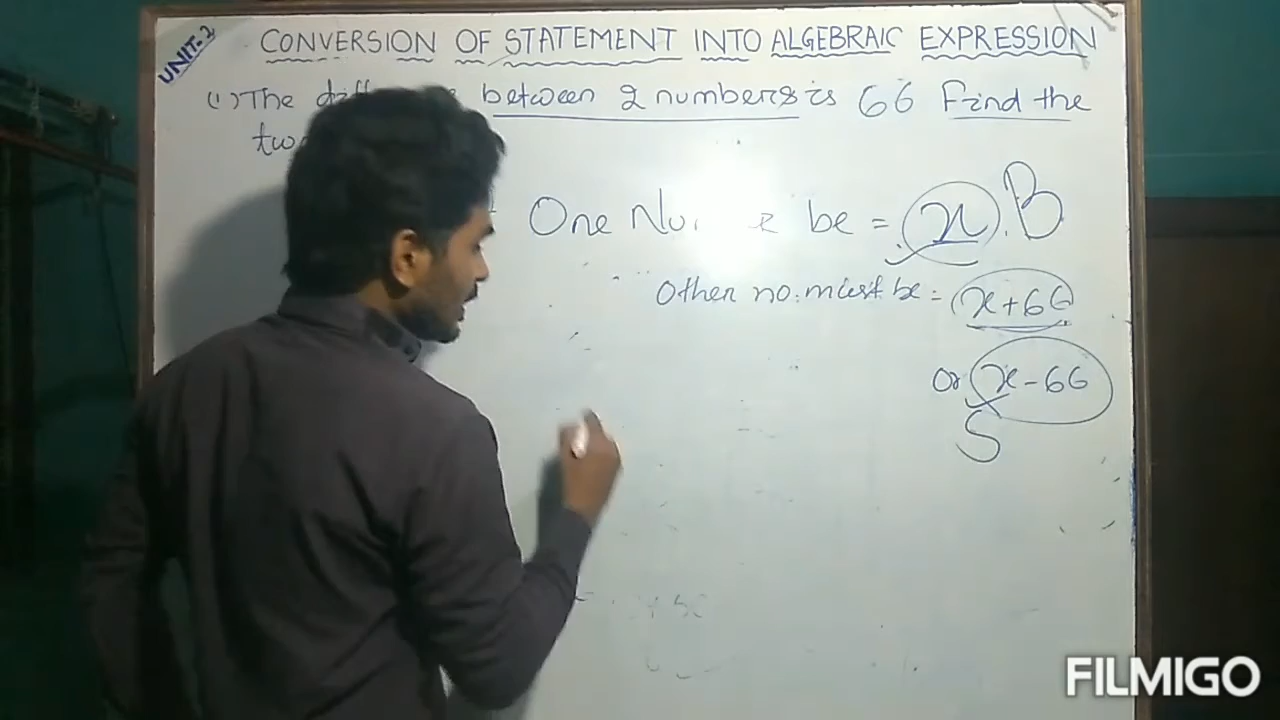 UNIT-2
CONVERSION OF STATEMENT INTO ALGEBRAIC EXPRESSION
(1) The between 2 numbers is 66 Find the
two
One be = x B
Other no. must be = x+66
or x-66
S
FILMIGO